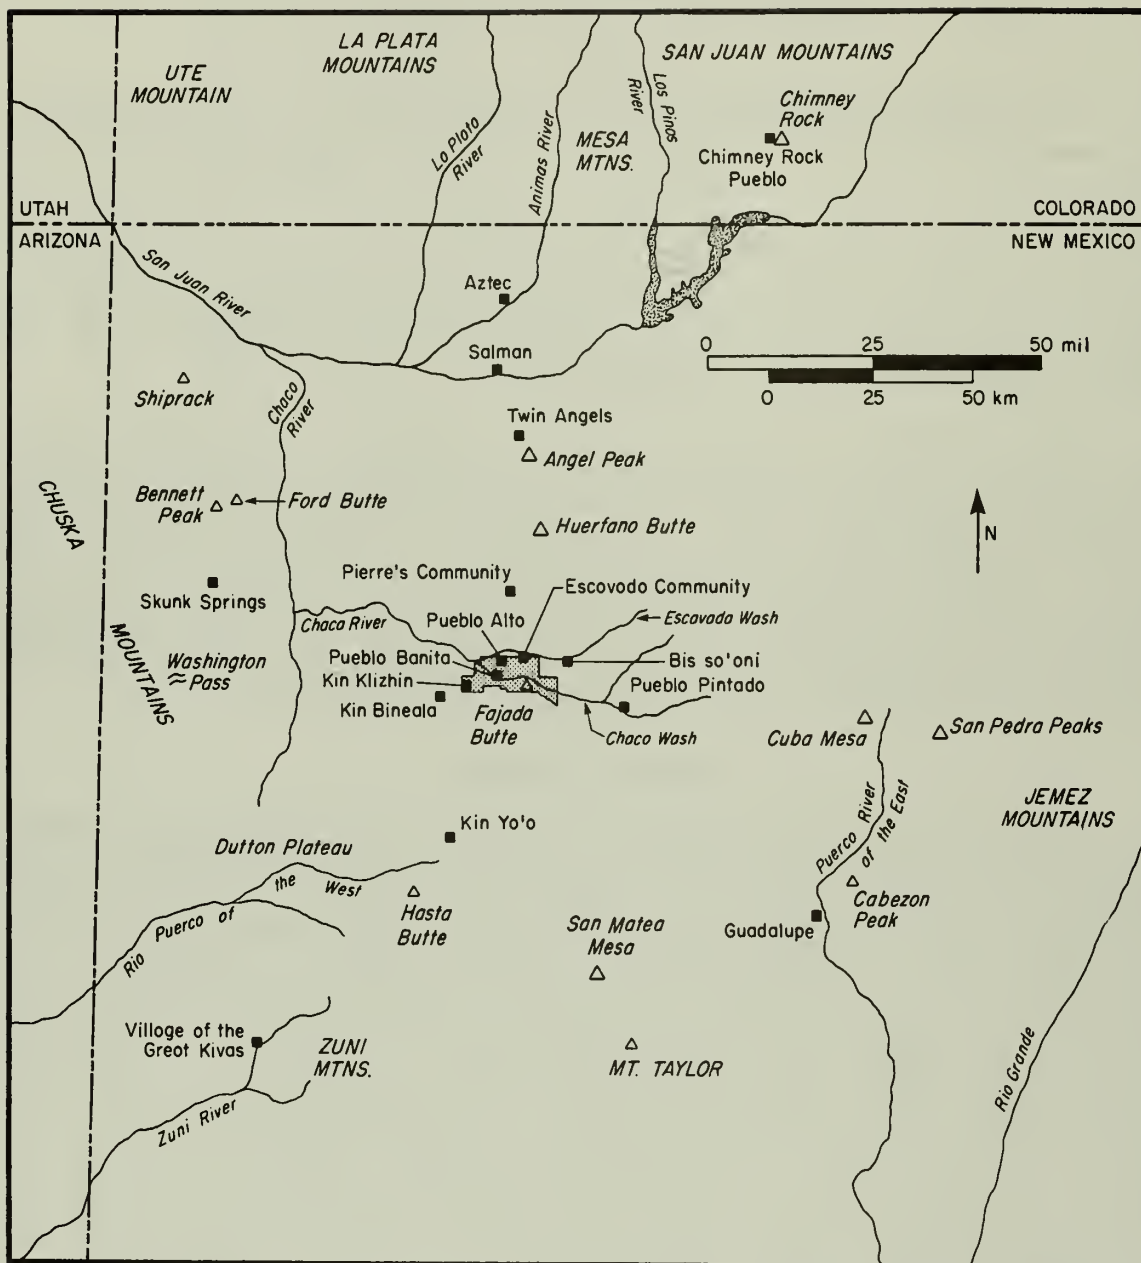 LA PLATA
MOUNTAINS
SAN JUAN MOUNTAINS
UTE
MOUNTAIN
Los Pinos
River
Chimney
Rock
La Plato
River
Animas River
MESA
MTNS.
Chimney Rock
Pueblo
UTAH
COLORADO
ARIZONA
NEW MEXICO
San Juan River
Aztec
0 25 50 mil
Salman
0 25 50 km
Shiprack
Chaco
River
Twin Angels
Angel Peak
CHUSKA
MOUNTAINS
Bennett
Peak
Ford Butte
N
Huerfano Butte
Pierre's Community
Escovodo Community
Skunk Springs
Chaca River
Pueblo Alto
Escavada Wash
Washington
Pass
Pueblo Banita
Bis so'oni
Kin Klizhin
Pueblo Pintado
Kin Bineala
Fajada
Butte
Chaco Wash
Cuba Mesa
San Pedra Peaks
JEMEZ
MOUNTAINS
Puerco River
of the East
Kin Yo'o
Dutton Plateau
Rio Puerco of the West
Hasta
Butte
Cabezon
Peak
Guadalupe
San Matea
Mesa
Villoge of the
Greot Kivas
ZUNI
MTNS.
MT. TAYLOR
Zuni River
Rio Grande